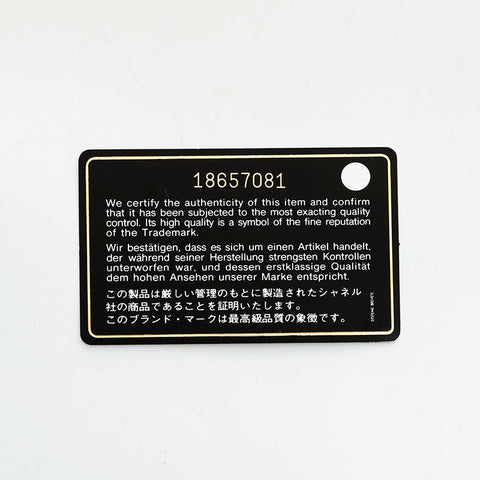 18657081
We certify the authenticity of this item and confirm
that it has been subjected to the most exacting quality
control. Its high quality is a symbol of the fine reputation
of the Trademark.
Wir bestätigen, dass es sich um einen Artikel handelt,
der während seiner Herstellung strengsten Kontrollen
unterworfen war, und dessen erstklassige Qualität
dem hohen Ansehen unserer Marke entspricht.
この製品は厳しい管理のもとに製造されたシャネル
社の商品であることを証明いたします。
このブランド・マークは最高級品質の象徴です。